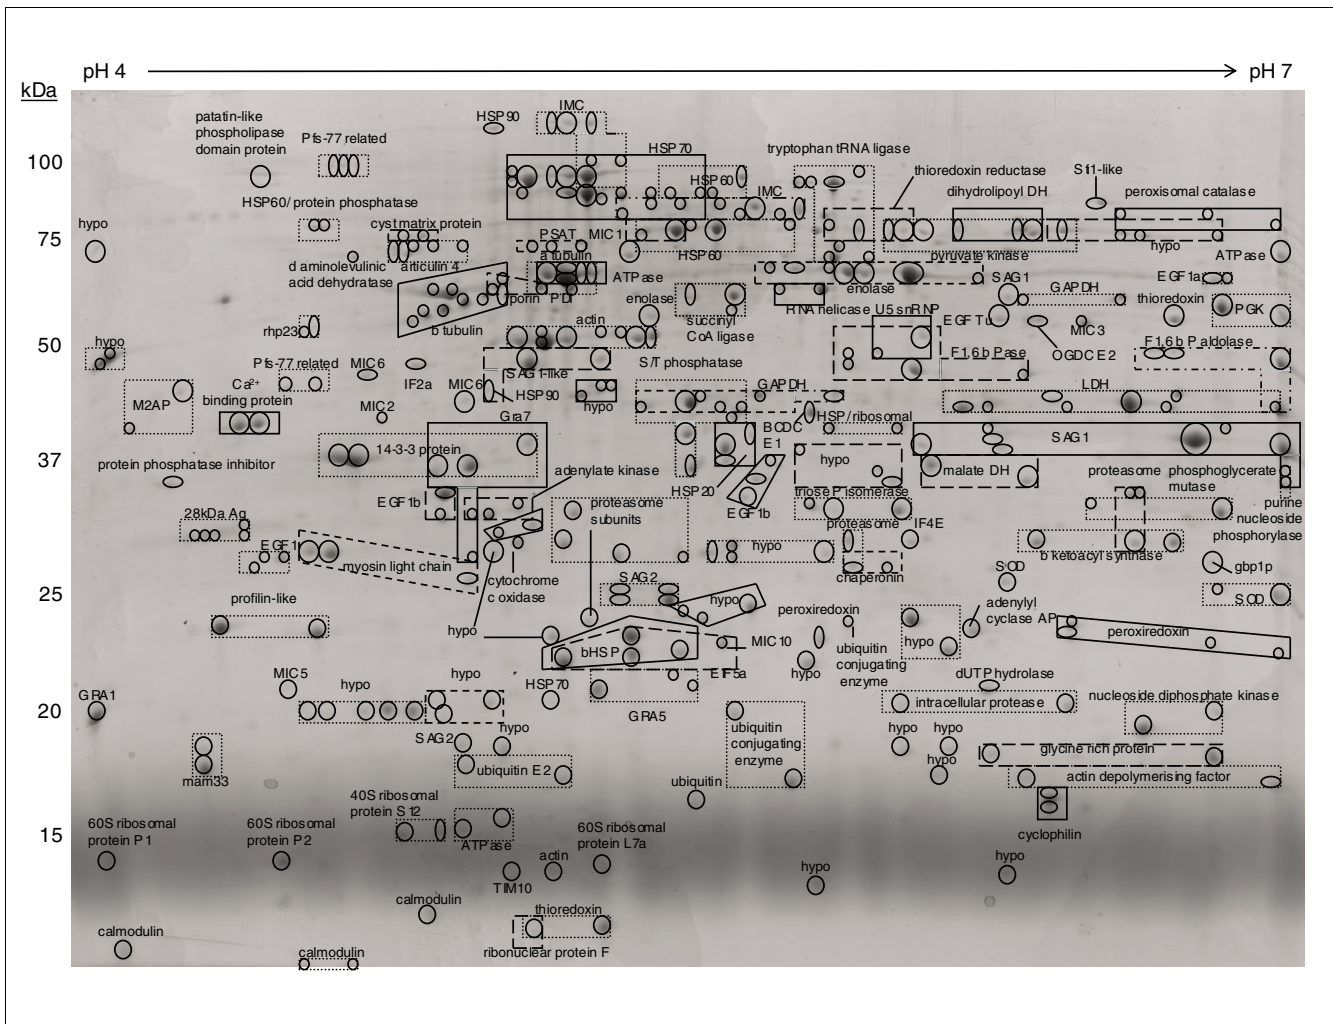 pH 4
pH 7
kDa
100
75
50
37
25
20
15
patatin-like
phospholipase
domain protein
Pfs-77 related
HSP90
IMC
HSP70
tryptophan tRNA ligase
thioredoxin reductase
Sf1-like
HSP60
IMC
dihydrolipoyl DH
peroxisomal catalase
HSP60/ protein phosphatase
hypo
cyst matrix protein
PSAT
MIC1
hypo
articulin 4
a tubulin
HSP60
pyruvate kinase
ATPase
d aminolevulinic
acid dehydratase
ATPase
enolase
SAG1
EGF1a
GAPDH
porin
PDI
enolase
thioredoxin
PGK
rhp23
b tubulin
actin
succinyl
CoA ligase
RNA helicase U5 snRNP
EGF Tu
MIC3
hypo
Pfs-77 related
MIC6
IF2a
SAG1-like
S/T phosphatase
F1,6 b Pase
OGDC E2
F1,6 b P aldolase
M2AP
Ca2+
binding protein
MIC6
HSP90
hypo
GAPDH
LDH
MIC2
Gra7
BCDC
E1
HSP/ribosomal
SAG1
14-3-3 protein
protein phosphatase inhibitor
adenylate kinase
hypo
malate DH
proteasome
phosphoglycerate
mutase
HSP20
EGF1b
proteasome
subunits
EGF1b
triose P isomerase
purine
nucleoside
phosphorylase
28kDa Ag
EGF1
myosin light chain
hypo
proteasome
IF4E
b ketoacyl synthase
gbp1p
cytochrome
c oxidase
SAG2
chaperonin
SOD
SOD
profilin-like
hypo
hypo
peroxiredoxin
hypo
adenylyl
cyclase AP
peroxiredoxin
bHSP
MIC10
hypo
ubiquitin
conjugating
enzyme
EIF5a
MIC5
hypo
hypo
HSP70
dUTP hydrolase
GRA1
GRA5
intracellular protease
nucleoside diphosphate kinase
SAG2
hypo
ubiquitin
conjugating
enzyme
hypo
hypo
hypo
glycine rich protein
mam33
ubiquitin E2
ubiquitin
actin depolymerising factor
40S ribosomal
protein S12
cyclophilin
60S ribosomal
protein P1
60S ribosomal
protein P2
ATPase
60S ribosomal
protein L7a
TIM10
actin
hypo
hypo
calmodulin
thioredoxin
calmodulin
calmodulin
ribonuclear protein F